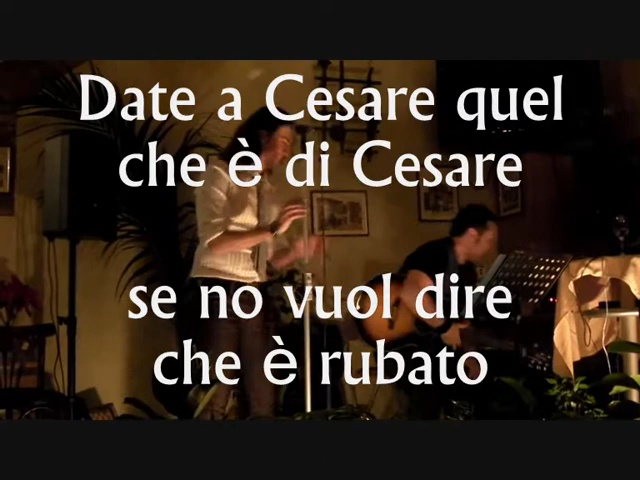 Date a Cesare quel
che è di Cesare
se no vuol dire
che è rubato